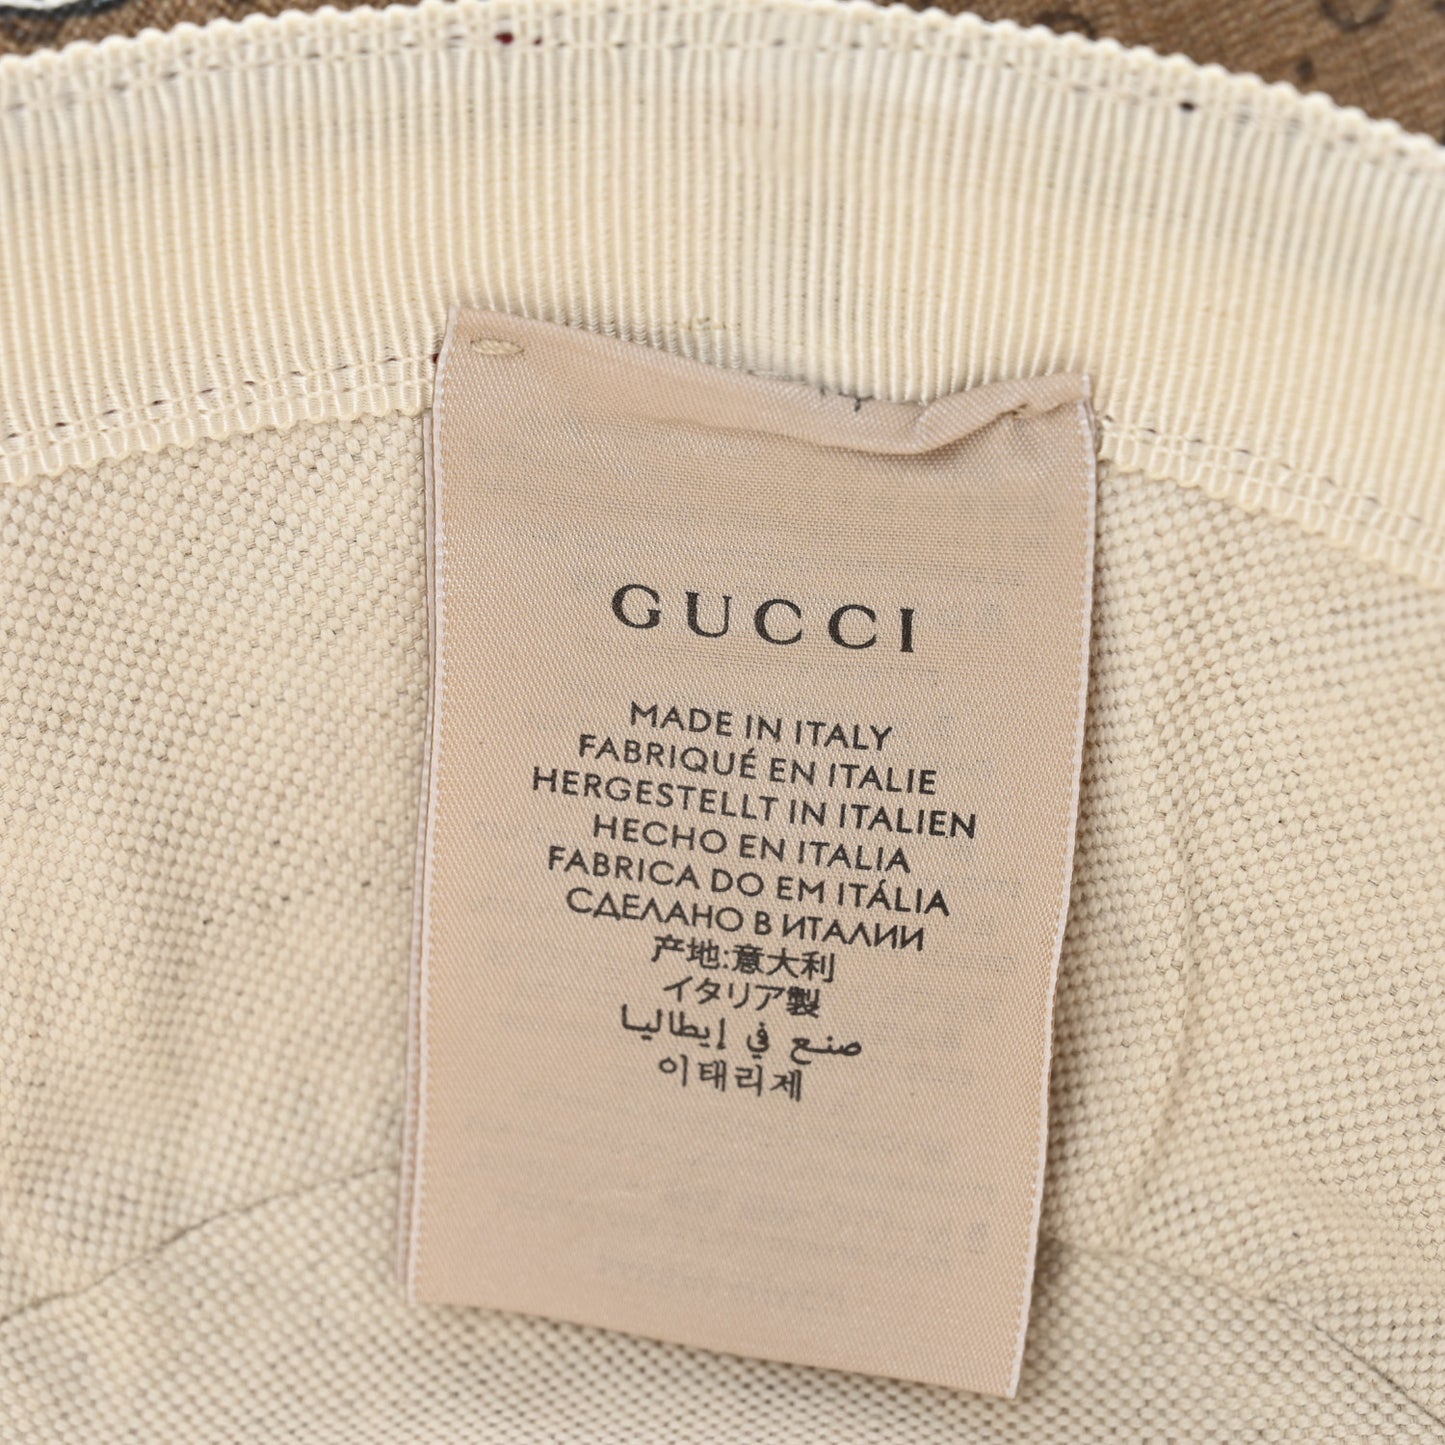 GUCCI
MADE IN ITALY
FABRIQUÉ EN ITALIE
HERGESTELLT IN ITALIEN
HECHO EN ITALIA
FABRICA DO EM ITÁLIA
СДЕЛАНО В ИТАЛИИ
产地:意大利
イタリア製
صنع في إيطاليا
이태리제